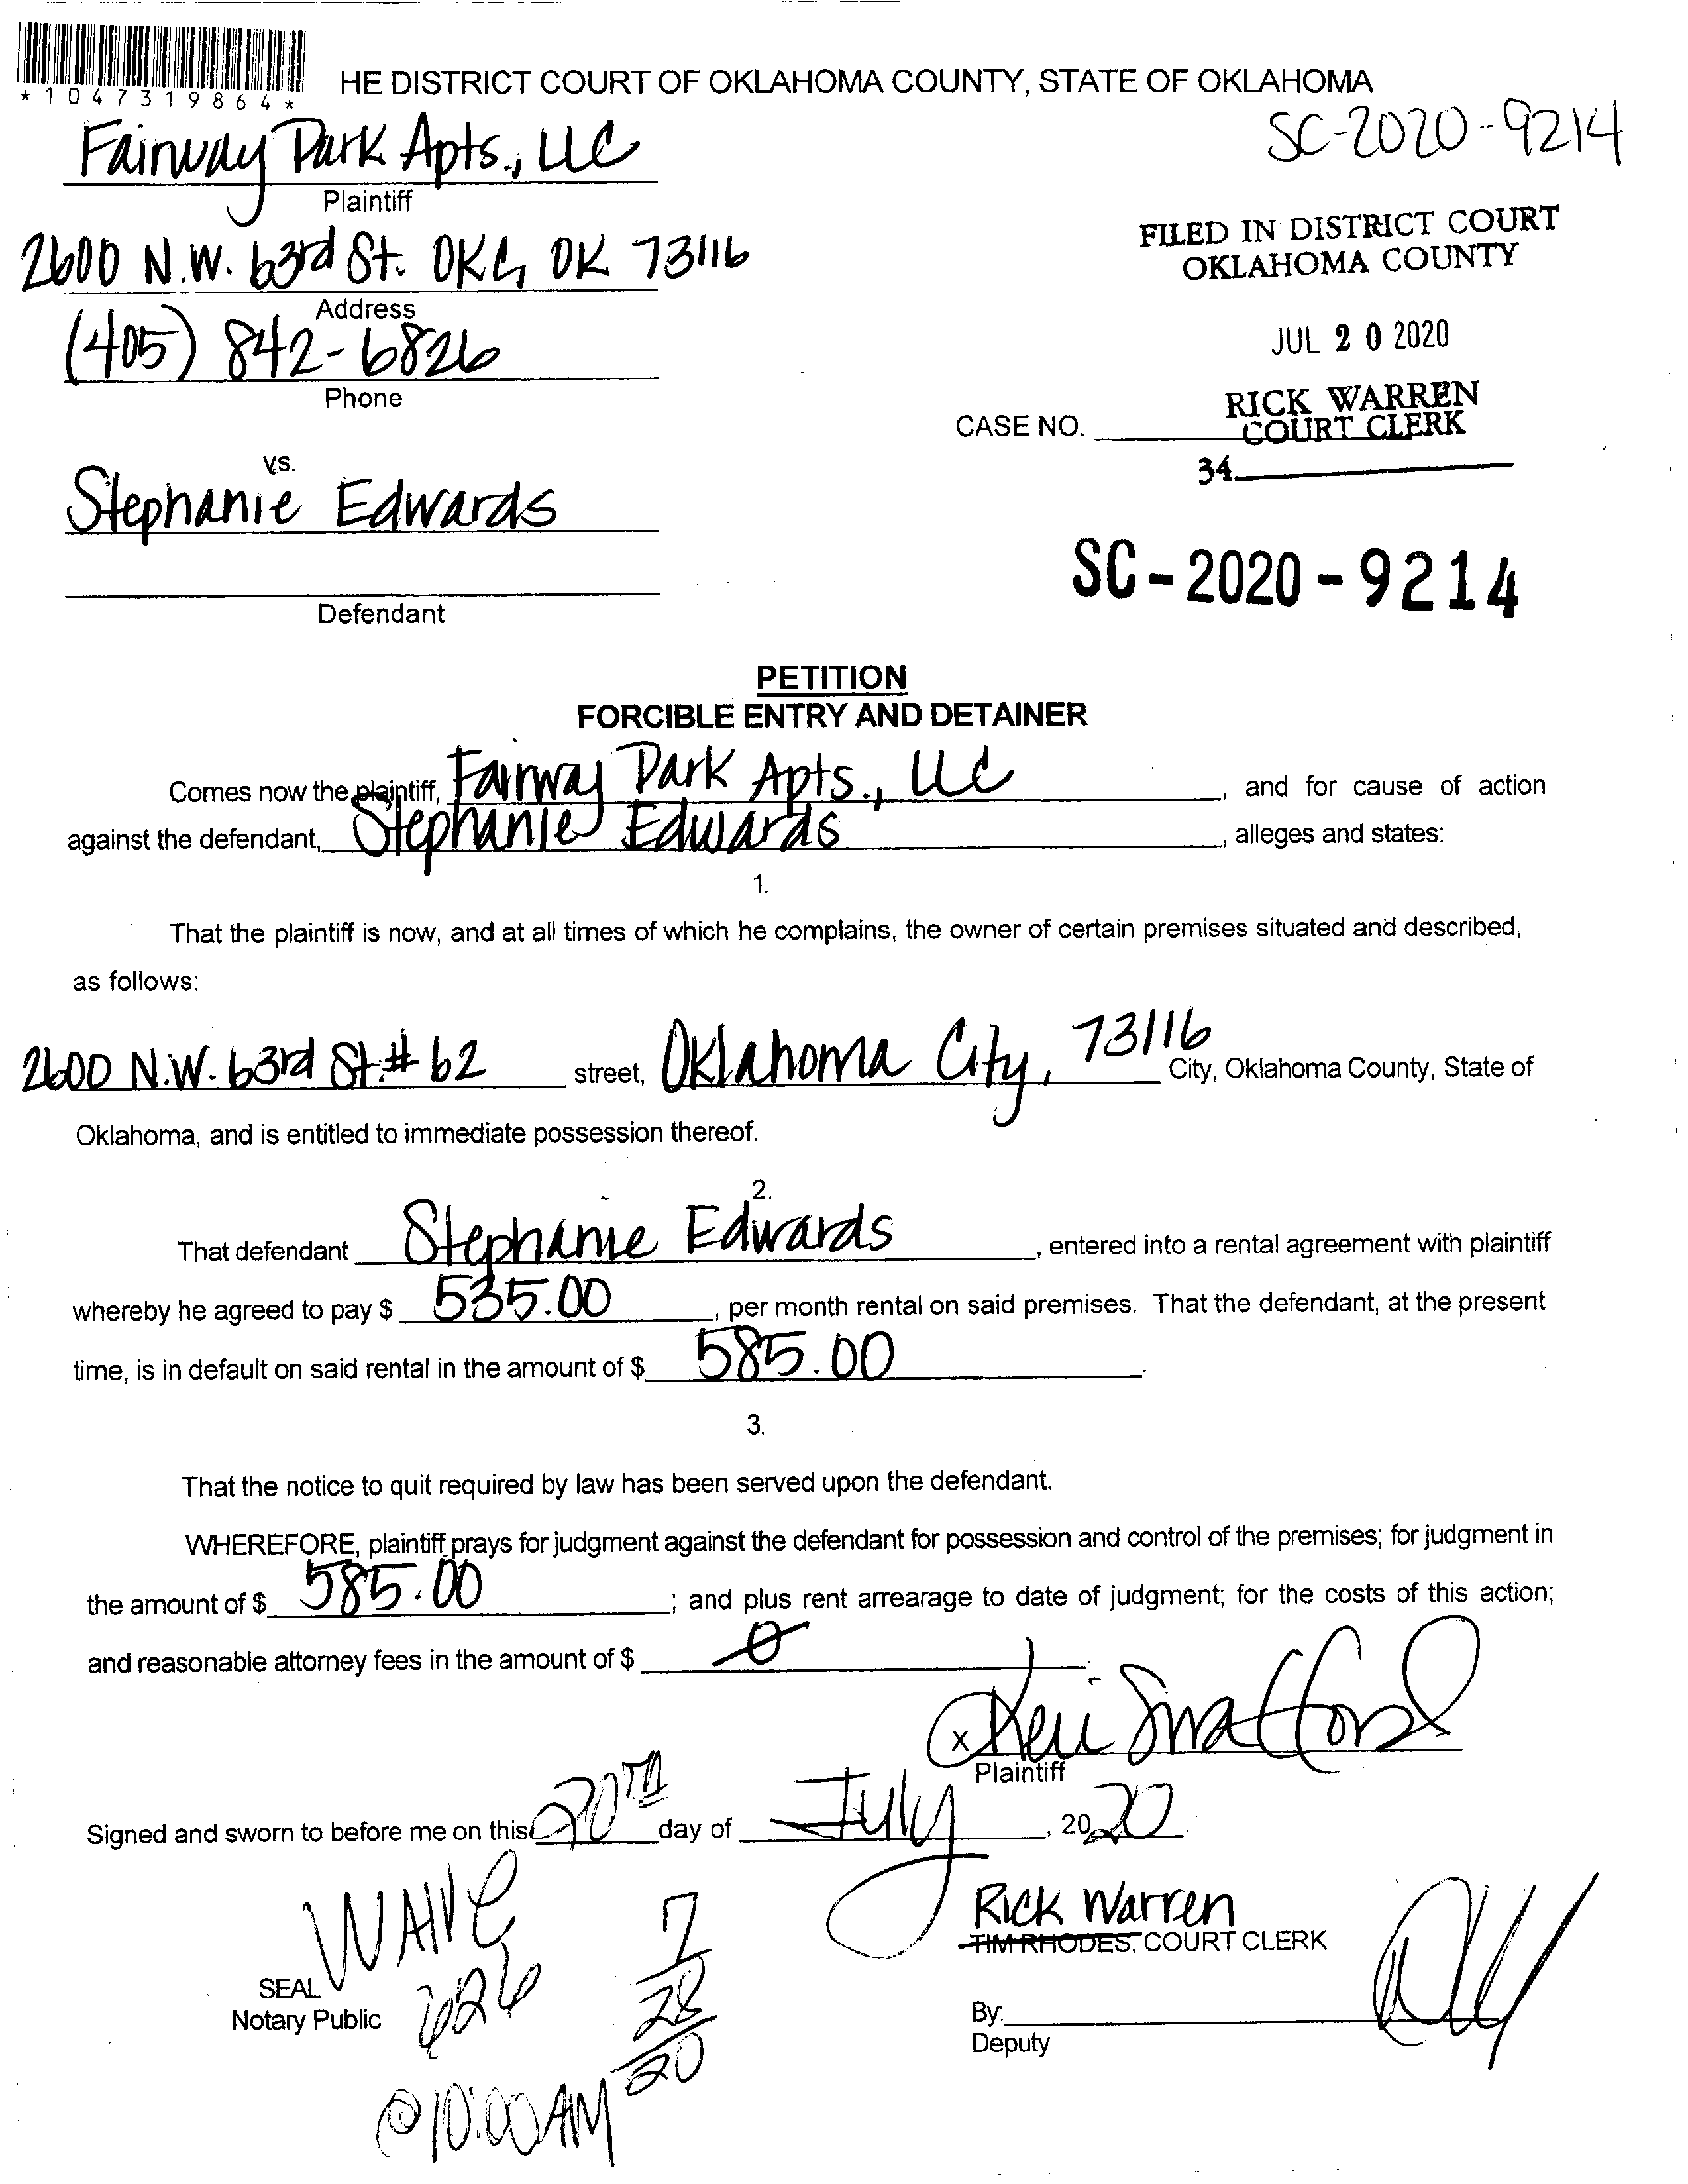 *1047319864*
HE DISTRICT COURT OF OKLAHOMA COUNTY, STATE OF OKLAHOMA
SC-2020-9214
Fairway Park Apts., LLC
Plaintiff
2600 N.W. 63rd St. OKC, OK 73116
Address
(405) 842-6826
Phone
FILED IN DISTRICT COURT
OKLAHOMA COUNTY
JUL 20 2020
RICK WARREN
COURT CLERK
CASE NO.
34
vs.
Stephanie Edwards
Defendant
SC-2020-9214
PETITION
FORCIBLE ENTRY AND DETAINER
Comes now the plaintiff, Fairway Park Apts., LLC, and for cause of action
against the defendant, Stephanie Edwards, alleges and states:
1.
That the plaintiff is now, and at all times of which he complains, the owner of certain premises situated and described,
as follows:
2600 N.W. 63rd St. # 62 street, Oklahoma City, 73116 City, Oklahoma County, State of
Oklahoma, and is entitled to immediate possession thereof.
2.
That defendant Stephanie Edwards, entered into a rental agreement with plaintiff
whereby he agreed to pay $ 535.00, per month rental on said premises. That the defendant, at the present
time, is in default on said rental in the amount of $ 585.00.
3.
That the notice to quit required by law has been served upon the defendant.
WHEREFORE, plaintiff prays for judgment against the defendant for possession and control of the premises; for judgment in
the amount of $ 585.00; and plus rent arrearage to date of judgment; for the costs of this action;
and reasonable attorney fees in the amount of $ 0
x Keri Swafford
Plaintiff
Signed and sworn to before me on this 20th day of July, 2020.
Rick Warren
TIM RHODES, COURT CLERK
WAIVE
SEAL
Notary Public
626
7
28
20
@10:00AM
By:
Deputy